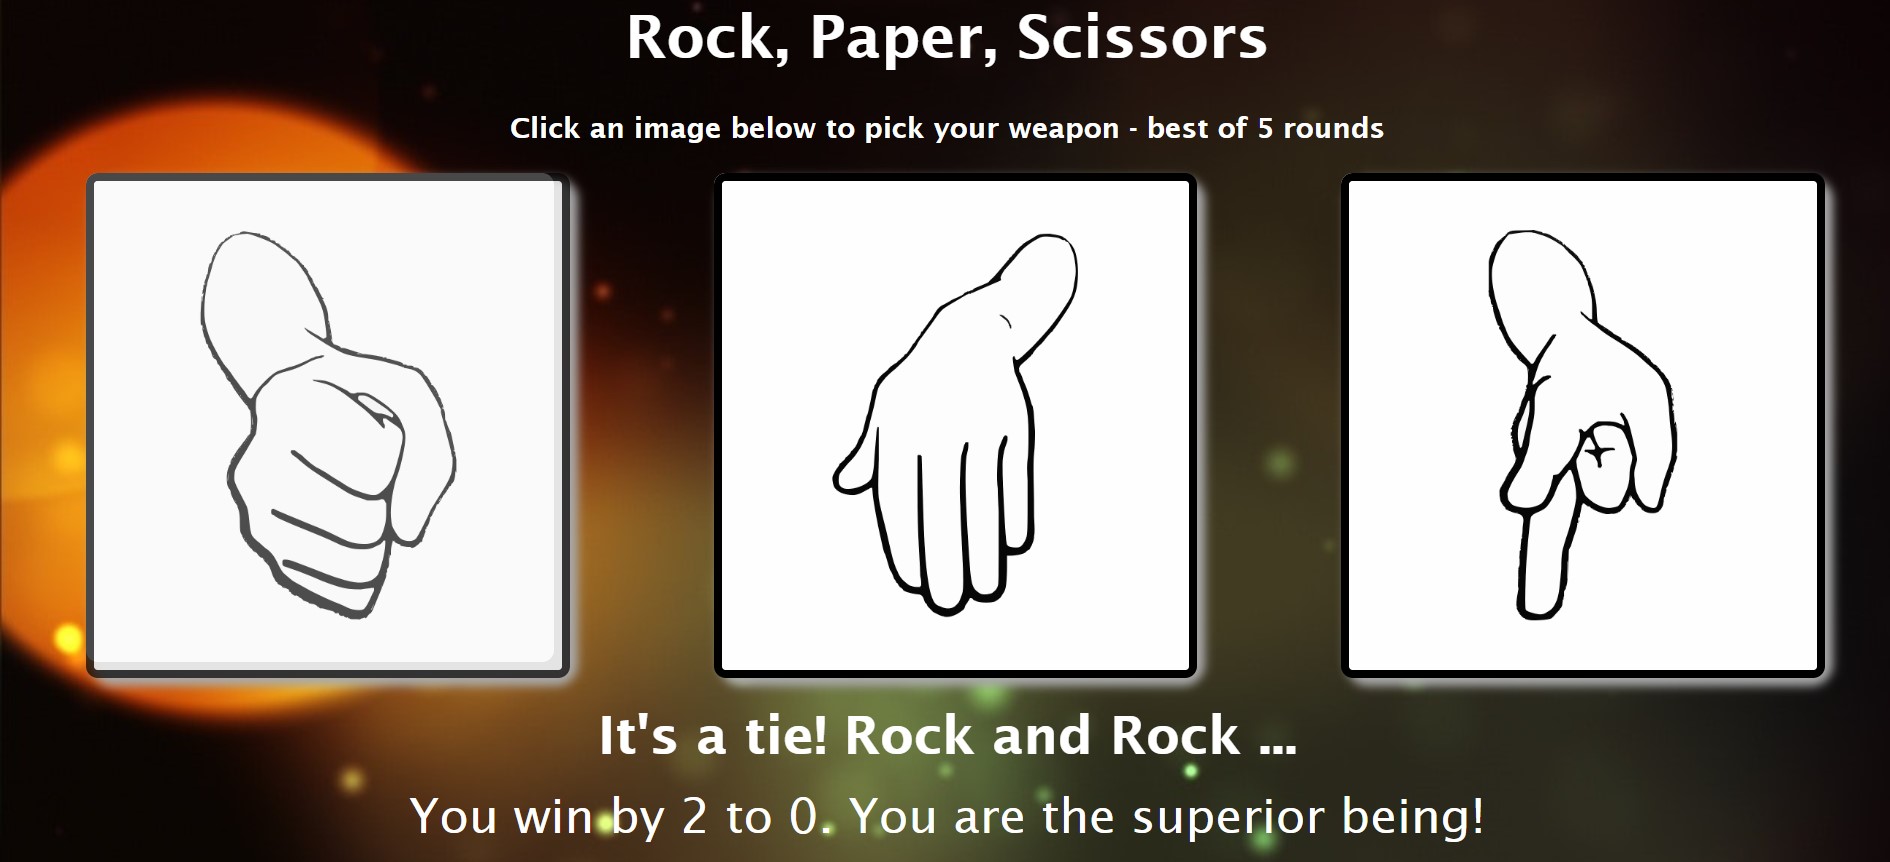 Rock, Paper, Scissors
Click an image below to pick your weapon - best of 5 rounds
It's a tie! Rock and Rock ...
You win by 2 to 0. You are the superior being!